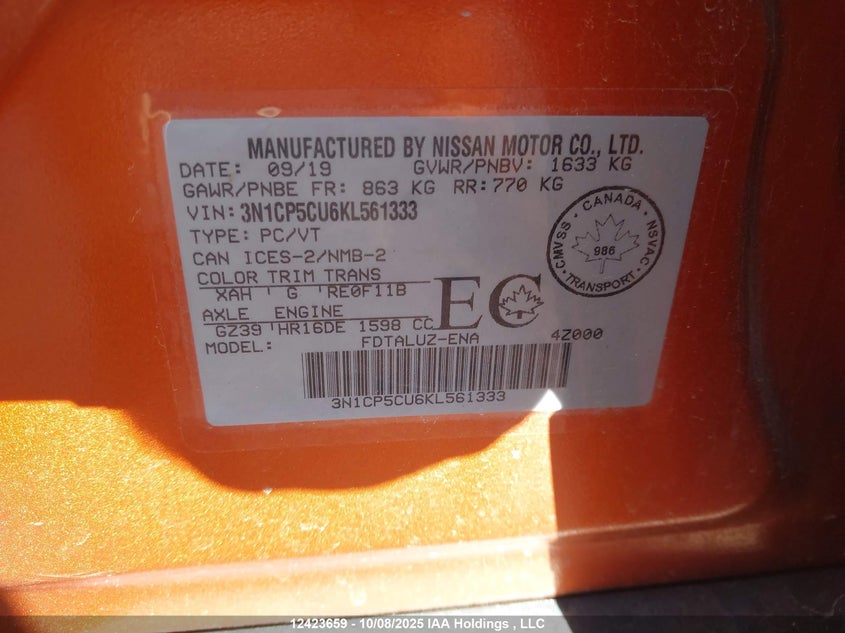 MANUFACTURED BY NISSAN MOTOR CO., LTD.
DATE: 09/19 GVWR/PNBV: 1633 KG
GAWR/PNBE FR: 863 KG RR: 770 KG
VIN: 3N1CP5CU6KL561333
TYPE: PC/VT
CAN ICES-2/NMB-2
COLOR TRIM TRANS
XAH G RE0F11B
AXLE ENGINE
GZ39 HR16DE 1598 CC
MODEL: FDTALUZ-ENA 4Z000
EC
CANADA
CMVSS 986 NSVAC
TRANSPORT
3N1CP5CU6KL561333
12423659 - 10/08/2025 IAA Holdings , LLC